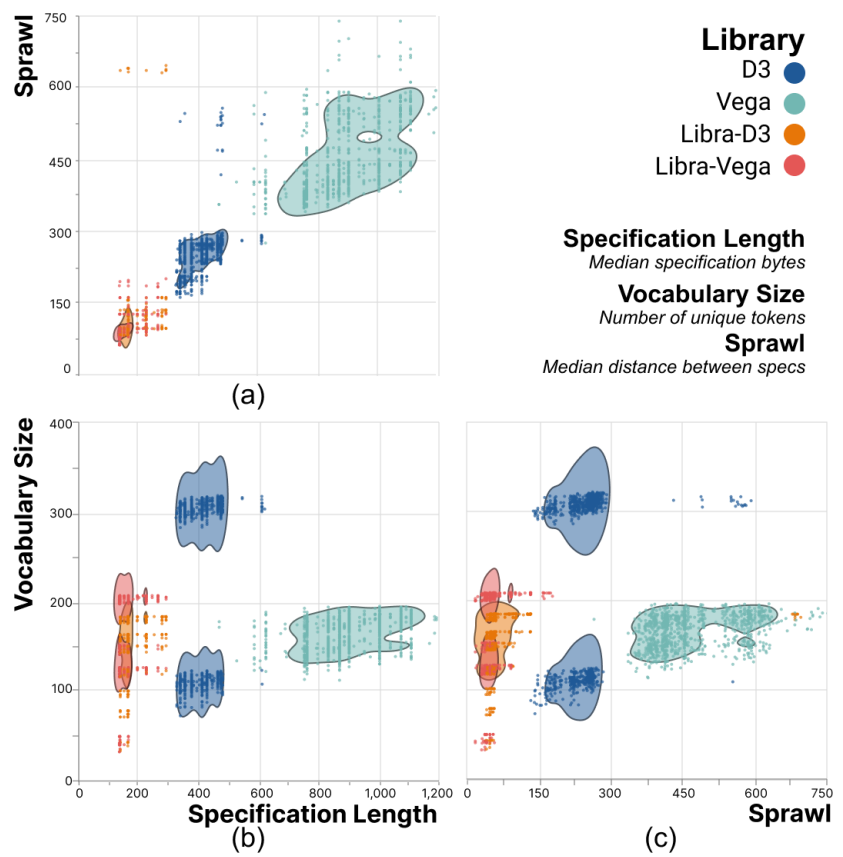 Sprawl
750
600
450
300
150
0
(a)
Library
D3
Vega
Libra-D3
Libra-Vega
Specification Length
Median specification bytes
Vocabulary Size
Number of unique tokens
Sprawl
Median distance between specs
Vocabulary Size
400
300
200
100
0
0 200 400 600 800 1,000 1,200
Specification Length
(b)
0 150 300 450 600 750
Sprawl
(c)